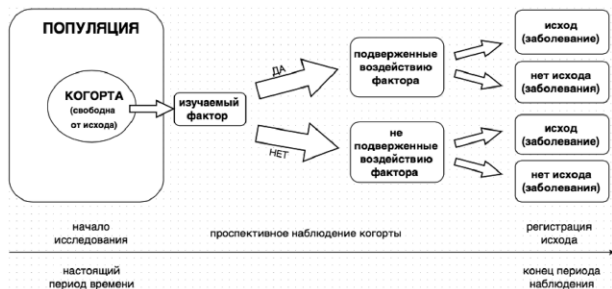 ПОПУЛЯЦИЯ
КОГОРТА
(свободна
от исхода)
изучаемый
фактор
ДА
НЕТ
подверженные
воздействию
фактора
не
подверженные
воздействию
фактора
исход
(заболевание)
нет исхода
(заболевания)
исход
(заболевание)
нет исхода
(заболевания)
начало
исследования
проспективное наблюдение когорты
регистрация
исхода
настоящий
период времени
конец периода
наблюдения